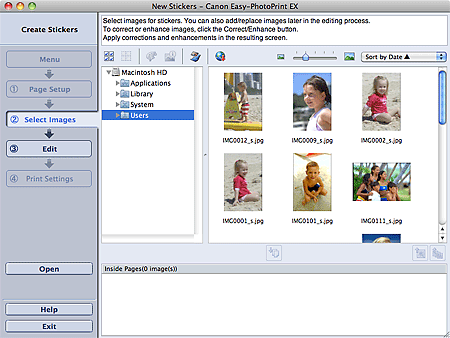 New Stickers - Canon Easy-PhotoPrint EX
Create Stickers
Select images for stickers. You can also add/replace images later in the editing process.
To correct or enhance images, click the Correct/Enhance button.
Apply corrections and enhancements in the resulting screen.
Menu
① Page Setup
② Select Images
③ Edit
④ Print Settings
Open
Help
Exit
Sort by Date ▲
Macintosh HD
Applications
Library
System
Users
IMG0012_s.jpg
IMG0009_s.jpg
IMG0002_s.jpg
IMG0001_s.jpg
IMG0101_s.jpg
IMG0111_s.jpg
Inside Pages(0 image(s))